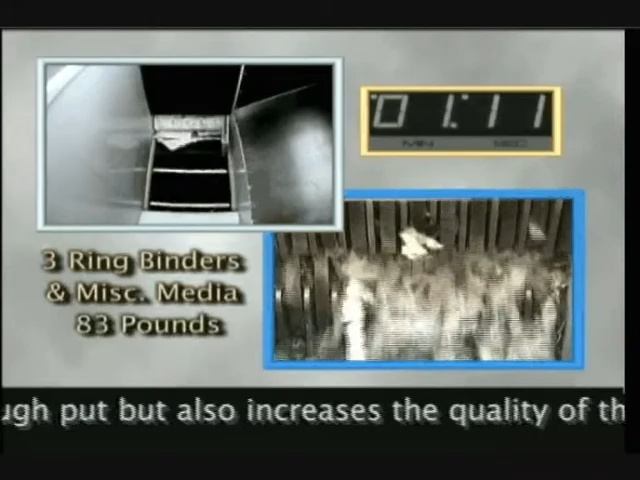 01:11
MIN SEC
3 Ring Binders
& Misc. Media
83 Pounds
ugh put but also increases the quality of th